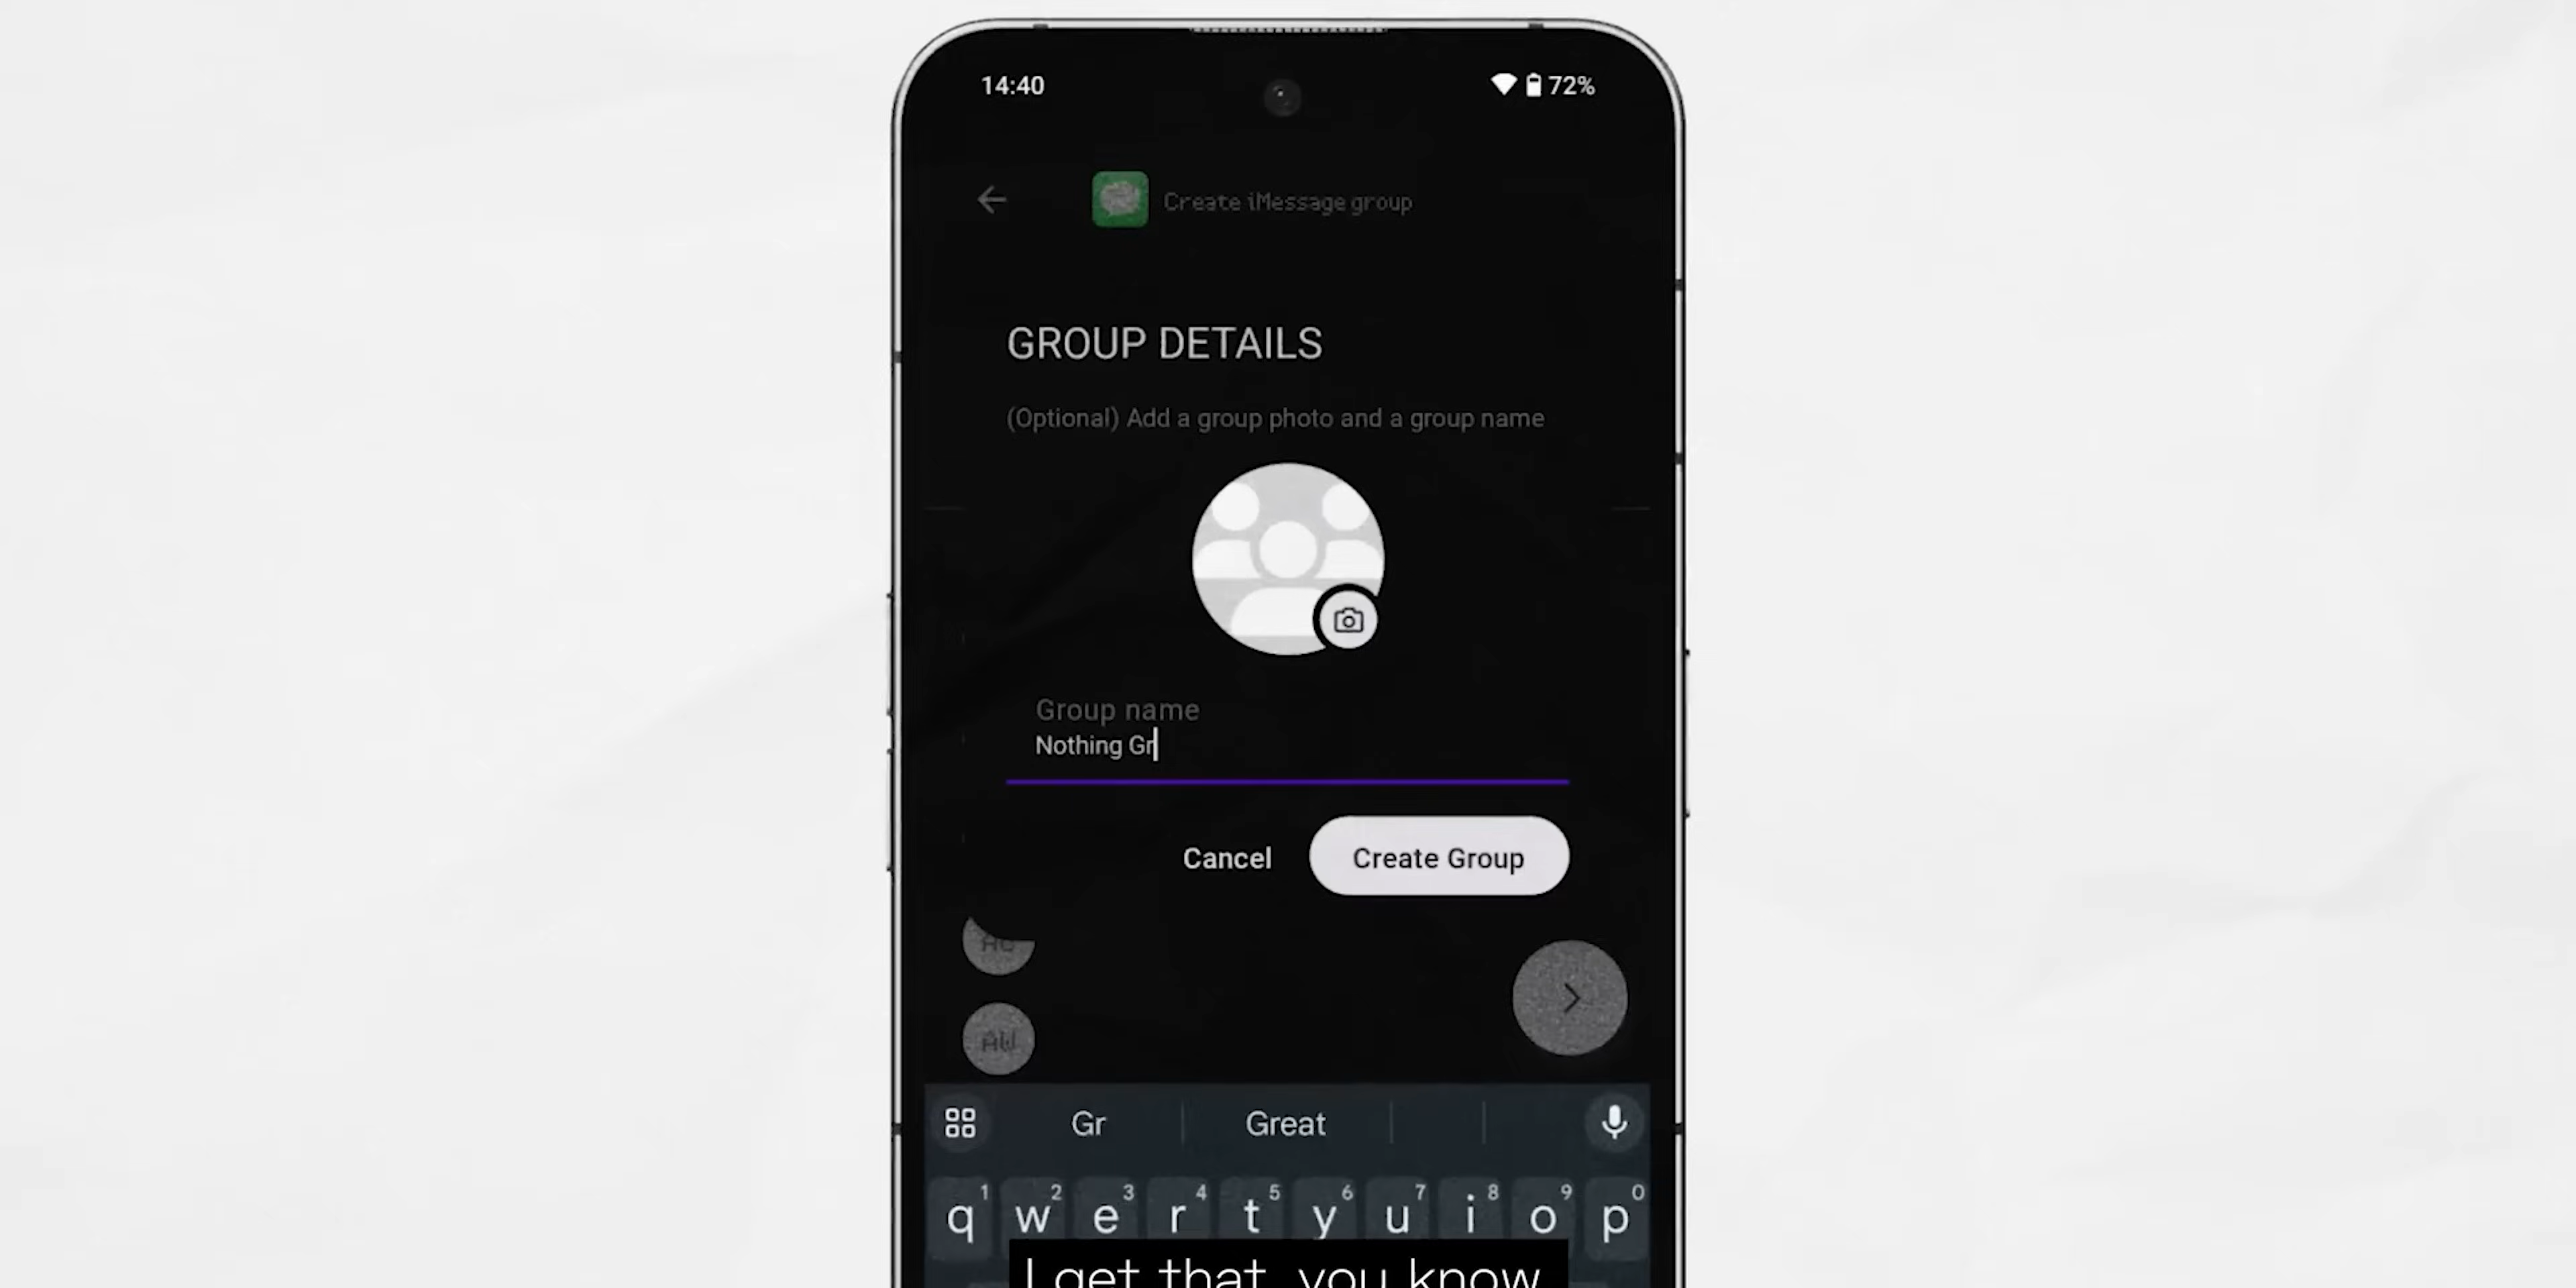 14:40
72%
Create iMessage group
GROUP DETAILS
(Optional) Add a group photo and a group name
Group name
Nothing Gr
Cancel
Create Group
AW
Gr
Great
1 2 3 4 5 6 7 8 9 0
q w e r t y u i o p
I get that, you know